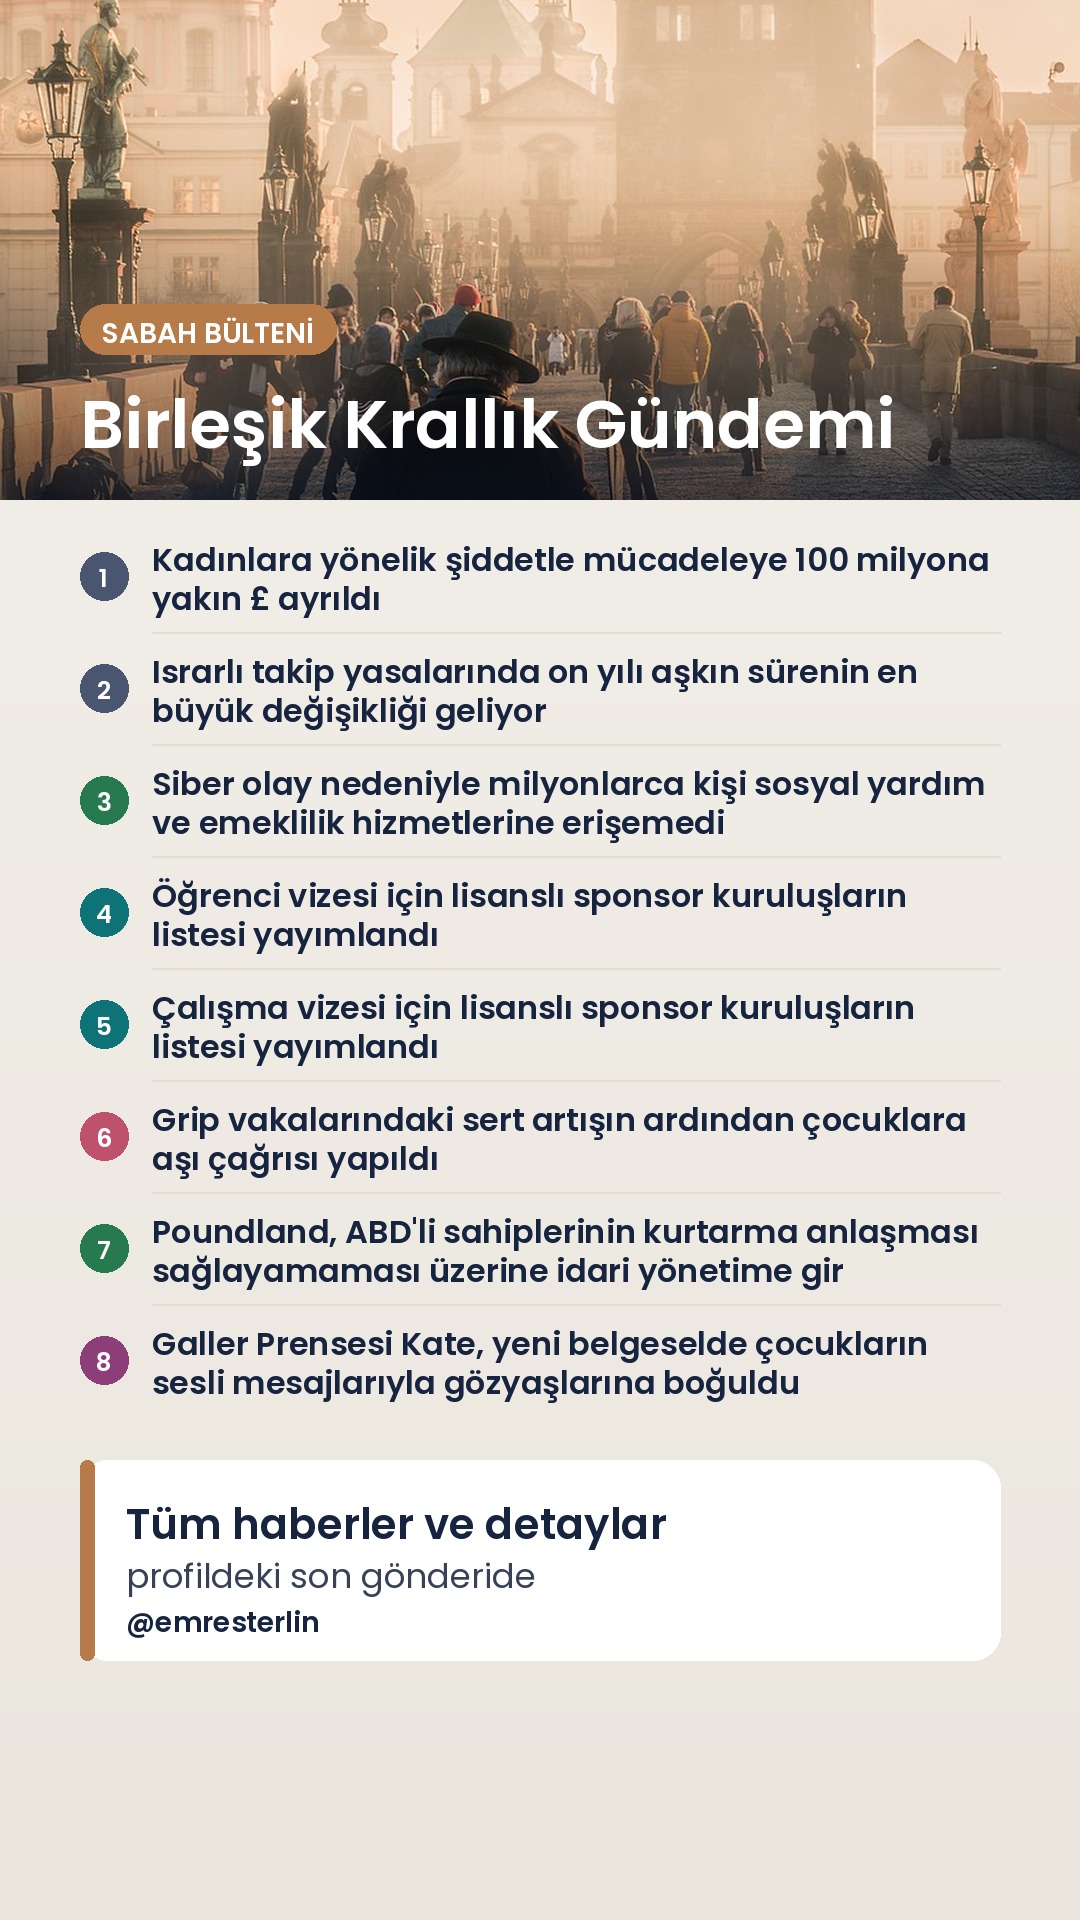 SABAH BÜLTENİ
Birleşik Krallık Gündemi
1
Kadınlara yönelik şiddetle mücadeleye 100 milyona
yakın £ ayrıldı
2
Israrlı takip yasalarında on yılı aşkın sürenin en
büyük değişikliği geliyor
3
Siber olay nedeniyle milyonlarca kişi sosyal yardım
ve emeklilik hizmetlerine erişemedi
4
Öğrenci vizesi için lisanslı sponsor kuruluşların
listesi yayımlandı
5
Çalışma vizesi için lisanslı sponsor kuruluşların
listesi yayımlandı
6
Grip vakalarındaki sert artışın ardından çocuklara
aşı çağrısı yapıldı
7
Poundland, ABD'li sahiplerinin kurtarma anlaşması
sağlayamaması üzerine idari yönetime gir
8
Galler Prensesi Kate, yeni belgeselde çocukların
sesli mesajlarıyla gözyaşlarına boğuldu
Tüm haberler ve detaylar
profildeki son gönderide
@emresterlin